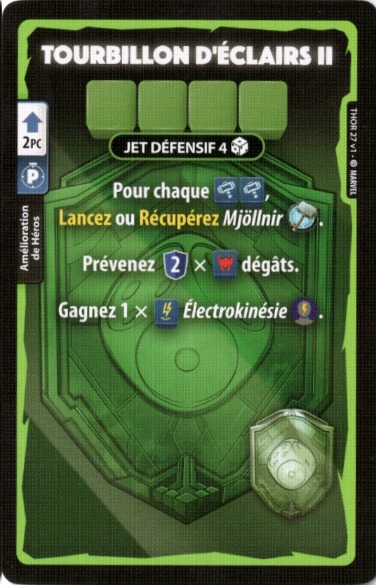 TOURBILLON D'ÉCLAIRS II
JET DÉFENSIF 4
2PC
P
Amélioration
de Héros
THOR 27 v1 - © MARVEL
Pour chaque ,
Lancez ou Récupérez Mjöllnir .
Prévenez 2 × dégâts.
Gagnez 1 × Électrokinésie .